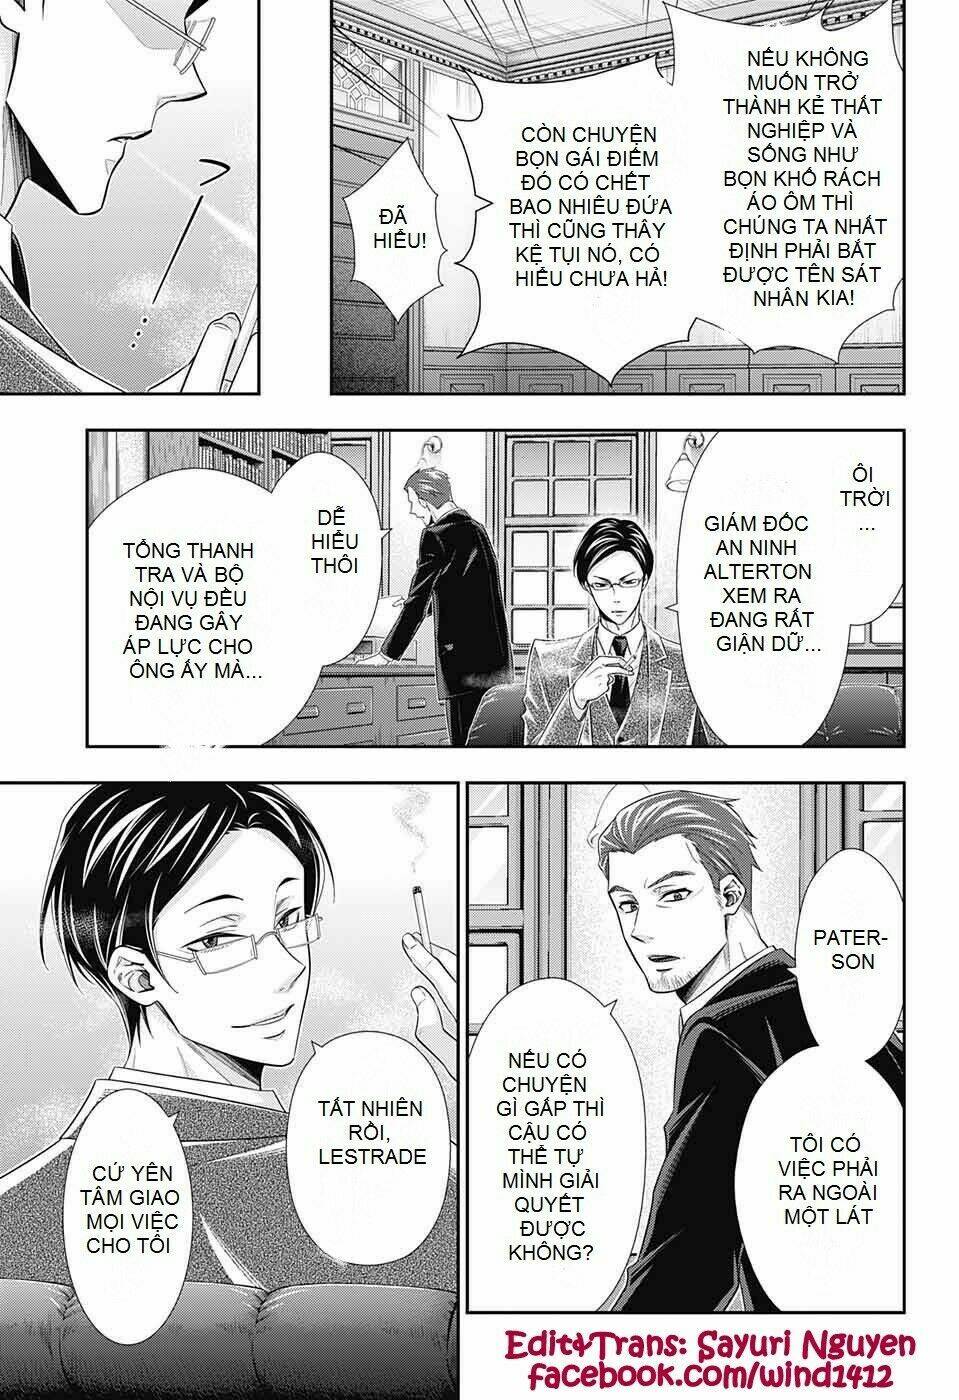 NẾU KHÔNG
MUỐN TRỞ
THÀNH KẺ THẤT
NGHIỆP VÀ
SỐNG NHƯ
BỌN KHỐ RÁCH
ÁO ÔM THÌ
CHÚNG TA NHẤT
ĐỊNH PHẢI BẮT
ĐƯỢC TÊN SÁT
NHÂN KIA!
CÒN CHUYỆN
BỌN GÁI ĐIẾM
ĐÓ CÓ CHẾT
BAO NHIÊU ĐỨA
THÌ CŨNG THÂY
KỆ TỤI NÓ, CÓ
HIỂU CHƯA HẢ!
ĐÃ
HIỂU!
ÔI
TRỜI
...
GIÁM ĐỐC
AN NINH
ALTERTON
XEM RA
ĐANG RẤT
GIẬN DỮ...
DỄ
HIỂU
THÔI
TỔNG THANH
TRA VÀ BỘ
NỘI VỤ ĐỀU
ĐANG GÂY
ÁP LỰC CHO
ÔNG ẤY MÀ...
PATER-
SON
TÔI CÓ
VIỆC PHẢI
RA NGOÀI
MỘT LÁT
NẾU CÓ
CHUYỆN
GÌ GẤP THÌ
CẬU CÓ
THỂ TỰ
MÌNH GIẢI
QUYẾT
ĐƯỢC
KHÔNG?
TẤT NHIÊN
RỒI,
LESTRADE
CỨ YÊN
TÂM GIAO
MỌI VIỆC
CHO TÔI
Edit&Trans: Sayuri Nguyen
facebook.com/wind1412